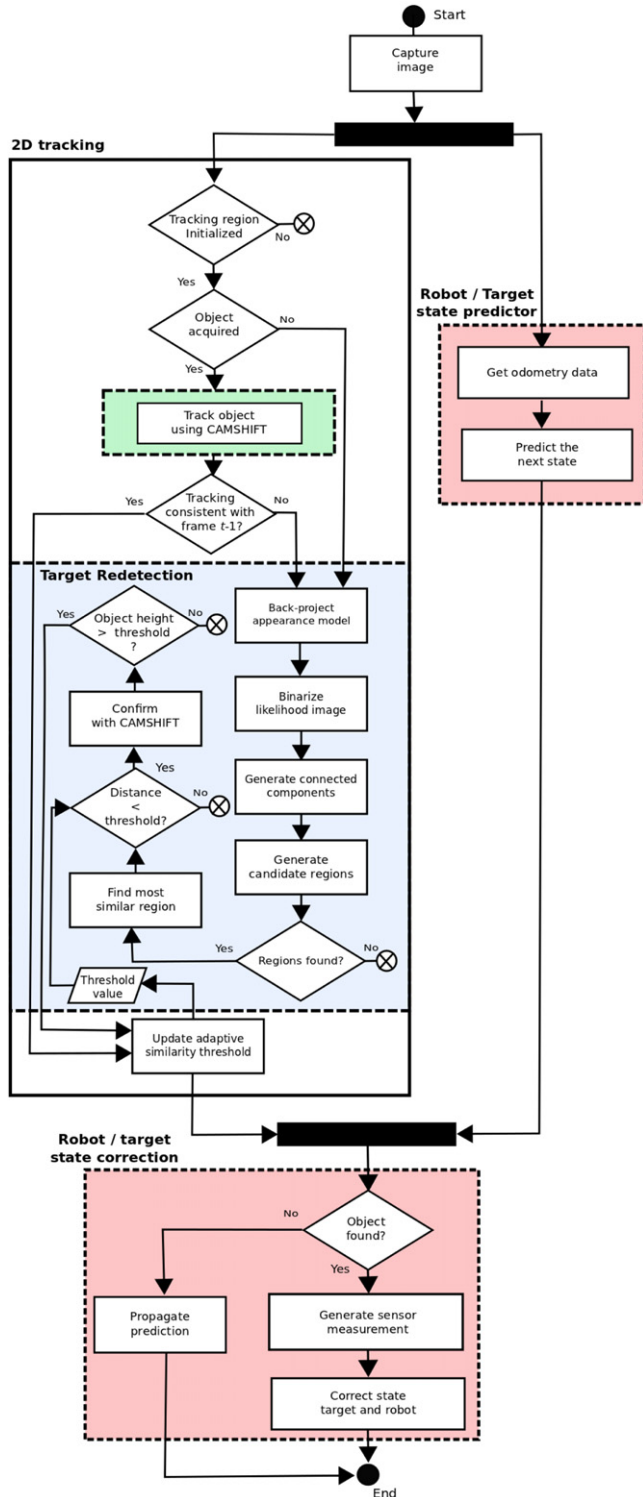 Start
Capture
image
2D tracking
Tracking region
Initialized
No
Yes
Robot / Target
state predictor
Object
acquired
No
Yes
Get odometry data
Track object
using CAMSHIFT
Predict the
next state
Yes
Tracking
consistent with
frame t-1?
No
Target Redetection
Yes
Object height
> threshold
?
No
Back-project
appearance model
Confirm
with CAMSHIFT
Binarize
likelihood image
Yes
Distance
<
threshold?
No
Generate connected
components
Find most
similar region
Generate
candidate regions
Yes
Regions found?
No
Threshold
value
Update adaptive
similarity threshold
Robot / target
state correction
No
Object
found?
Yes
Propagate
prediction
Generate sensor
measurement
Correct state
target and robot
End